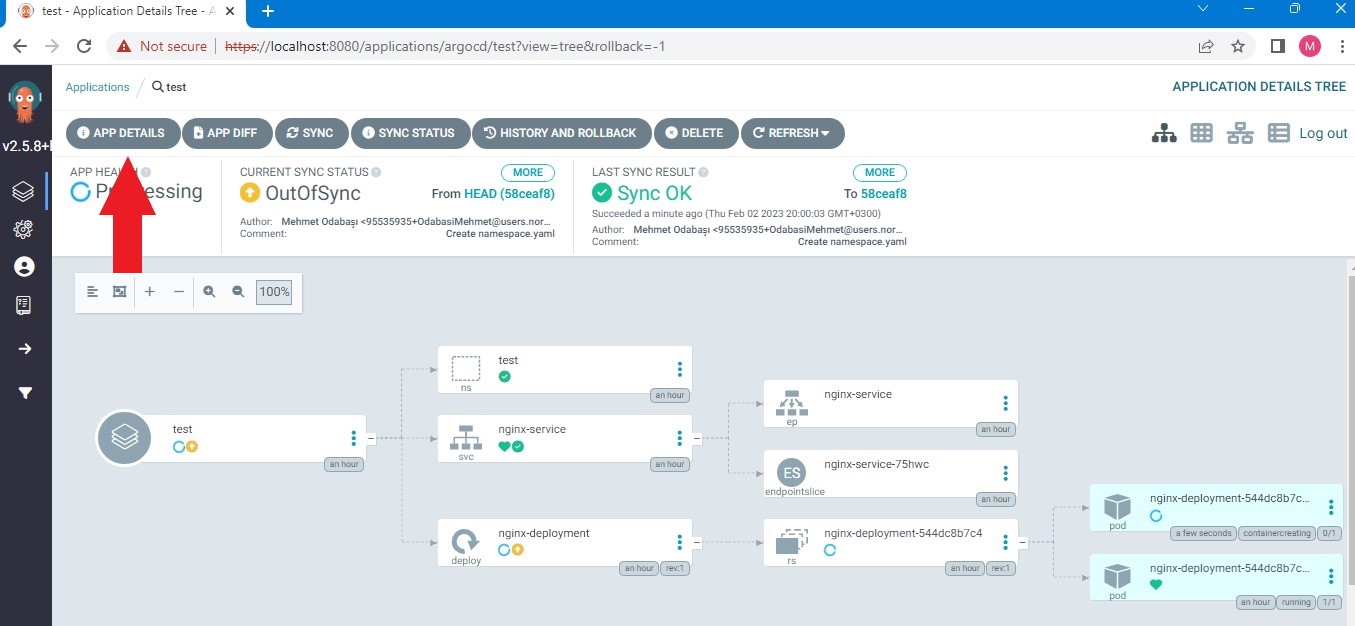 test - Application Details Tree - A
Not secure
https://localhost:8080/applications/argocd/test?view=tree&rollback=-1
M
Applications
test
APPLICATION DETAILS TREE
v2.5.8+
APP DETAILS
APP DIFF
SYNC
SYNC STATUS
HISTORY AND ROLLBACK
DELETE
REFRESH
Log out
APP
CURRENT SYNC STATUS
MORE
OutOfSync
From HEAD (58ceaf8)
Author: Mehmet Odabaşı <95535935+OdabasiMehmet@users.nor...
Comment: Create namespace.yaml
LAST SYNC RESULT
MORE
Sync OK
To 58ceaf8
Succeeded a minute ago (Thu Feb 02 2023 20:00:03 GMT+0300)
Author: Mehmet Odabaşı <95535935+OdabasiMehmet@users.nor...
Comment: Create namespace.yaml
100%
test
an hour
test
ns
an hour
nginx-service
svc
an hour
nginx-deployment
deploy
an hour
rev:1
nginx-service
ep
an hour
ES
nginx-service-75hwc
endpointslice
an hour
nginx-deployment-544dc8b7c4
rs
an hour
rev:1
nginx-deployment-544dc8b7c...
pod
a few seconds
containercreating
0/1
nginx-deployment-544dc8b7c...
pod
an hour
running
1/1